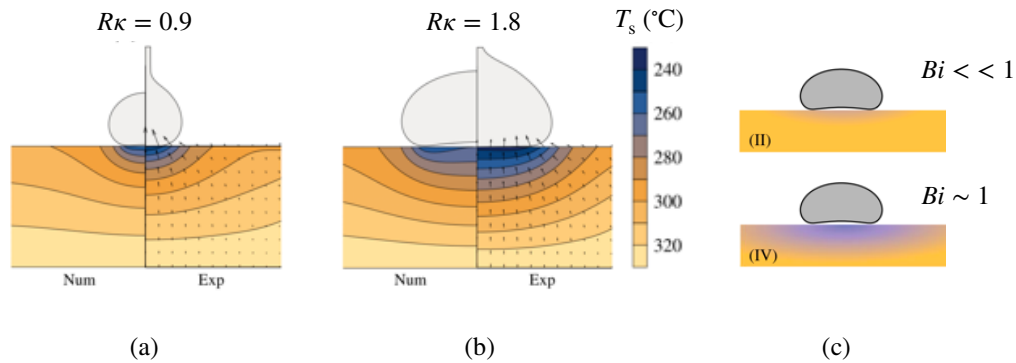 Rκ = 0.9
Rκ = 1.8
Tₛ (°C)
240
260
280
300
320
Num
Exp
Num
Exp
Bi << 1
(II)
Bi ~ 1
(IV)
(a)
(b)
(c)